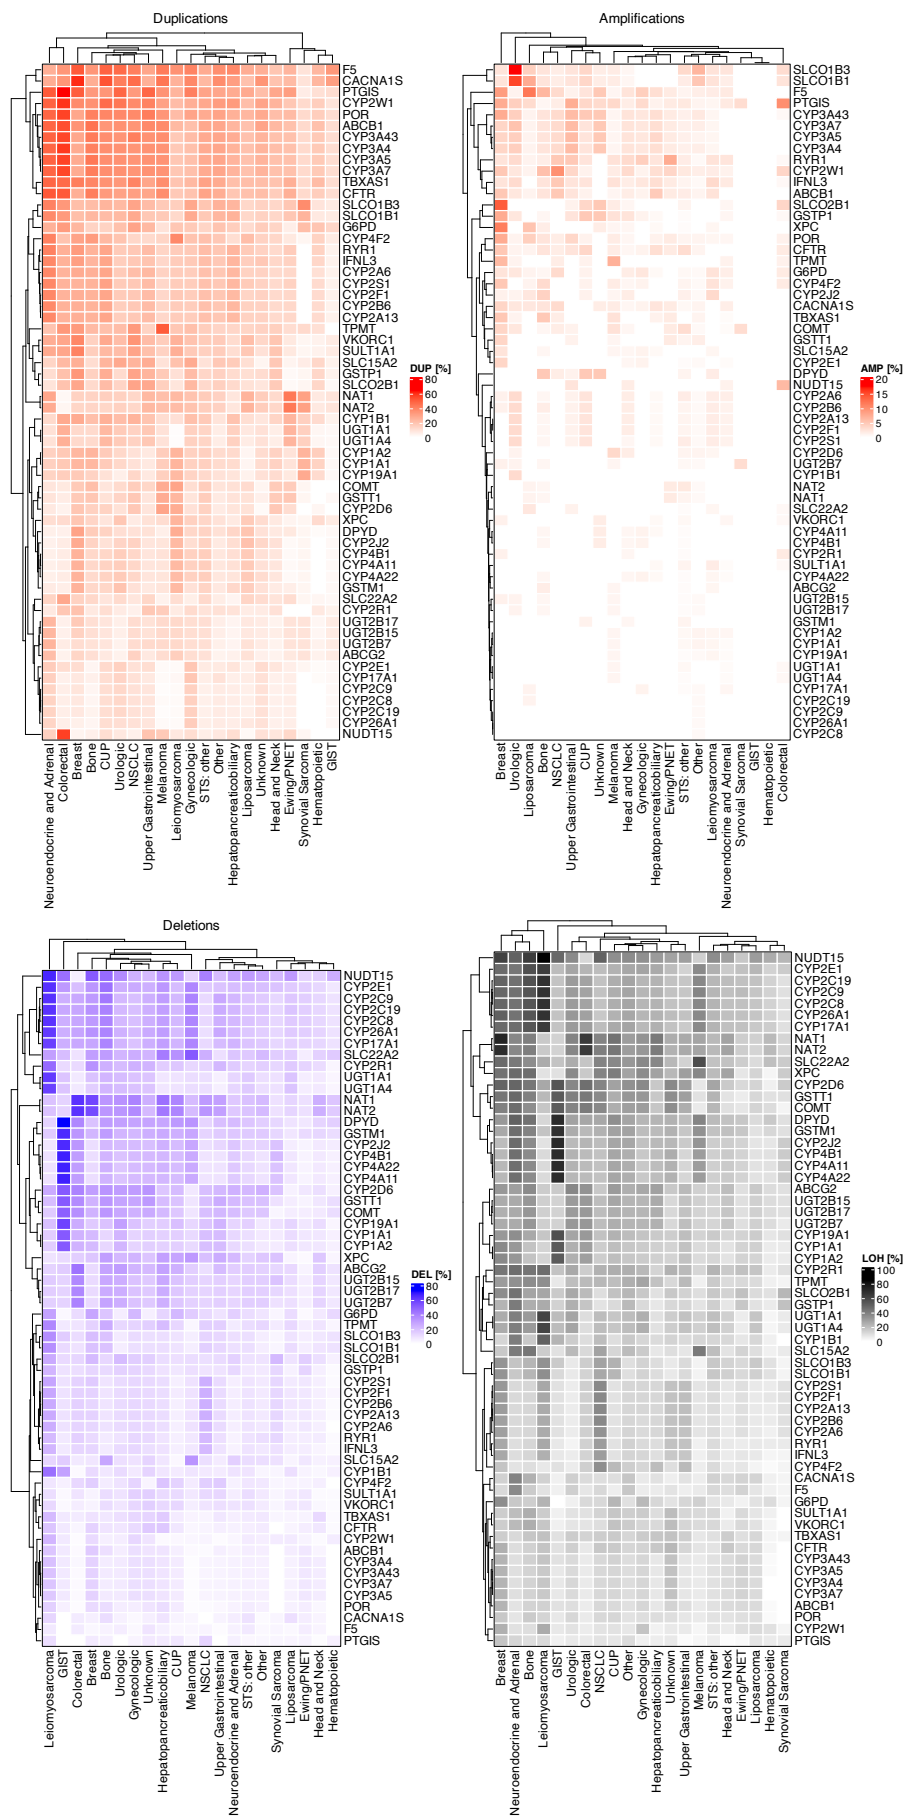 Duplications
F5
CACNA1S
PTGIS
CYP2W1
POR
ABCB1
CYP3A43
CYP3A4
CYP3A5
CYP3A7
TBXAS1
CFTR
SLCO1B3
SLCO1B1
G6PD
CYP4F2
RYR1
IFNL3
CYP2A6
CYP2S1
CYP2F1
CYP2B6
CYP2A13
TPMT
VKORC1
SULT1A1
SLC15A2
GSTP1
SLCO2B1
NAT1
NAT2
CYP1B1
UGT1A1
UGT1A4
CYP1A2
CYP1A1
CYP19A1
COMT
GSTT1
CYP2D6
XPC
DPYD
CYP2J2
CYP4B1
CYP4A11
CYP4A22
GSTM1
SLC22A2
CYP2R1
UGT2B17
UGT2B15
UGT2B7
ABCG2
CYP2E1
CYP17A1
CYP2C9
CYP2C8
CYP2C19
CYP26A1
NUDT15
DUP [%]
80
60
40
20
0
Neuroendocrine and Adrenal
Colorectal
Breast
Bone
CUP
Urologic
NSCLC
Upper Gastrointestinal
Melanoma
Leiomyosarcoma
Gynecologic
STS: other
Other
Hepatopancreaticobiliary
Liposarcoma
Unknown
Head and Neck
Ewing/PNET
Synovial Sarcoma
Hematopoietic
GIST
Amplifications
SLCO1B3
SLCO1B1
F5
PTGIS
CYP3A43
CYP3A7
CYP3A5
CYP3A4
RYR1
CYP2W1
IFNL3
ABCB1
SLCO2B1
GSTP1
XPC
POR
CFTR
TPMT
G6PD
CYP4F2
CYP2J2
CACNA1S
TBXAS1
COMT
GSTT1
SLC15A2
CYP2E1
DPYD
NUDT15
CYP2A6
CYP2B6
CYP2A13
CYP2F1
CYP2S1
CYP2D6
UGT2B7
CYP1B1
NAT2
NAT1
SLC22A2
VKORC1
CYP4A11
CYP4B1
CYP2R1
SULT1A1
CYP4A22
ABCG2
UGT2B15
UGT2B17
GSTM1
CYP1A2
CYP1A1
CYP19A1
UGT1A1
UGT1A4
CYP17A1
CYP2C19
CYP2C9
CYP26A1
CYP2C8
AMP [%]
20
15
10
5
0
Breast
Urologic
Liposarcoma
Bone
NSCLC
Upper Gastrointestinal
CUP
Unknown
Melanoma
Head and Neck
Gynecologic
Hepatopancreaticobiliary
Ewing/PNET
STS: other
Other
Leiomyosarcoma
Neuroendocrine and Adrenal
Synovial Sarcoma
GIST
Hematopoietic
Colorectal
Deletions
NUDT15
CYP2E1
CYP2C9
CYP2C19
CYP2C8
CYP26A1
CYP17A1
SLC22A2
CYP2R1
UGT1A1
UGT1A4
NAT1
NAT2
DPYD
GSTM1
CYP2J2
CYP4B1
CYP4A22
CYP4A11
CYP2D6
GSTT1
COMT
CYP19A1
CYP1A1
CYP1A2
XPC
ABCG2
UGT2B15
UGT2B17
UGT2B7
G6PD
TPMT
SLCO1B3
SLCO1B1
SLCO2B1
GSTP1
CYP2S1
CYP2F1
CYP2B6
CYP2A13
CYP2A6
RYR1
IFNL3
SLC15A2
CYP1B1
CYP4F2
SULT1A1
VKORC1
TBXAS1
CFTR
CYP2W1
ABCB1
CYP3A4
CYP3A43
CYP3A7
CYP3A5
POR
CACNA1S
F5
PTGIS
DEL [%]
80
60
40
20
0
Leiomyosarcoma
GIST
Colorectal
Breast
Bone
Urologic
Gynecologic
Unknown
Hepatopancreaticobiliary
CUP
Melanoma
NSCLC
Upper Gastrointestinal
Neuroendocrine and Adrenal
STS: other
Other
Synovial Sarcoma
Liposarcoma
Ewing/PNET
Head and Neck
Hematopoietic
NUDT15
CYP2E1
CYP2C19
CYP2C9
CYP2C8
CYP26A1
CYP17A1
NAT1
NAT2
SLC22A2
XPC
CYP2D6
GSTT1
COMT
DPYD
GSTM1
CYP2J2
CYP4B1
CYP4A11
CYP4A22
ABCG2
UGT2B15
UGT2B17
UGT2B7
CYP19A1
CYP1A1
CYP1A2
CYP2R1
TPMT
SLCO2B1
GSTP1
UGT1A1
UGT1A4
CYP1B1
SLC15A2
SLCO1B3
SLCO1B1
CYP2S1
CYP2F1
CYP2A13
CYP2B6
CYP2A6
RYR1
IFNL3
CYP4F2
CACNA1S
F5
G6PD
SULT1A1
VKORC1
TBXAS1
CFTR
CYP3A43
CYP3A5
CYP3A4
CYP3A7
ABCB1
POR
CYP2W1
PTGIS
LOH [%]
100
80
60
40
20
0
Breast
Neuroendocrine and Adrenal
Bone
Leiomyosarcoma
GIST
Urologic
Colorectal
NSCLC
CUP
Other
Gynecologic
Hepatopancreaticobiliary
Unknown
Upper Gastrointestinal
Melanoma
STS: other
Head and Neck
Ewing/PNET
Liposarcoma
Hematopoietic
Synovial Sarcoma